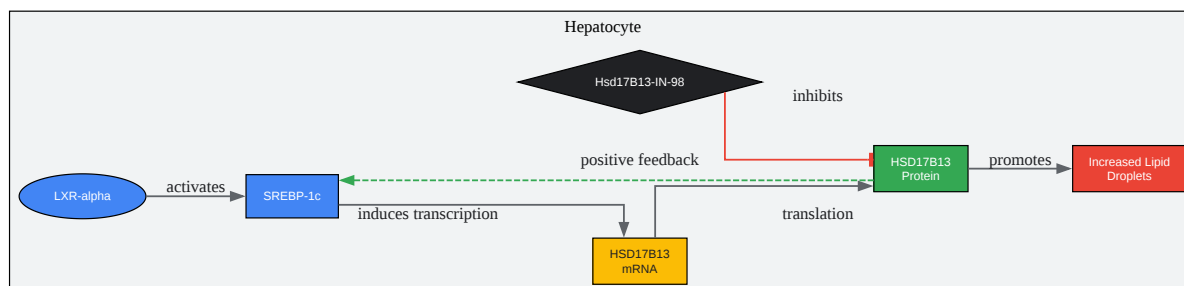 Hepatocyte
Hsd17B13-IN-98
inhibits
positive feedback
HSD17B13
Protein
promotes
Increased Lipid
Droplets
LXR-alpha
activates
SREBP-1c
induces transcription
translation
HSD17B13
mRNA